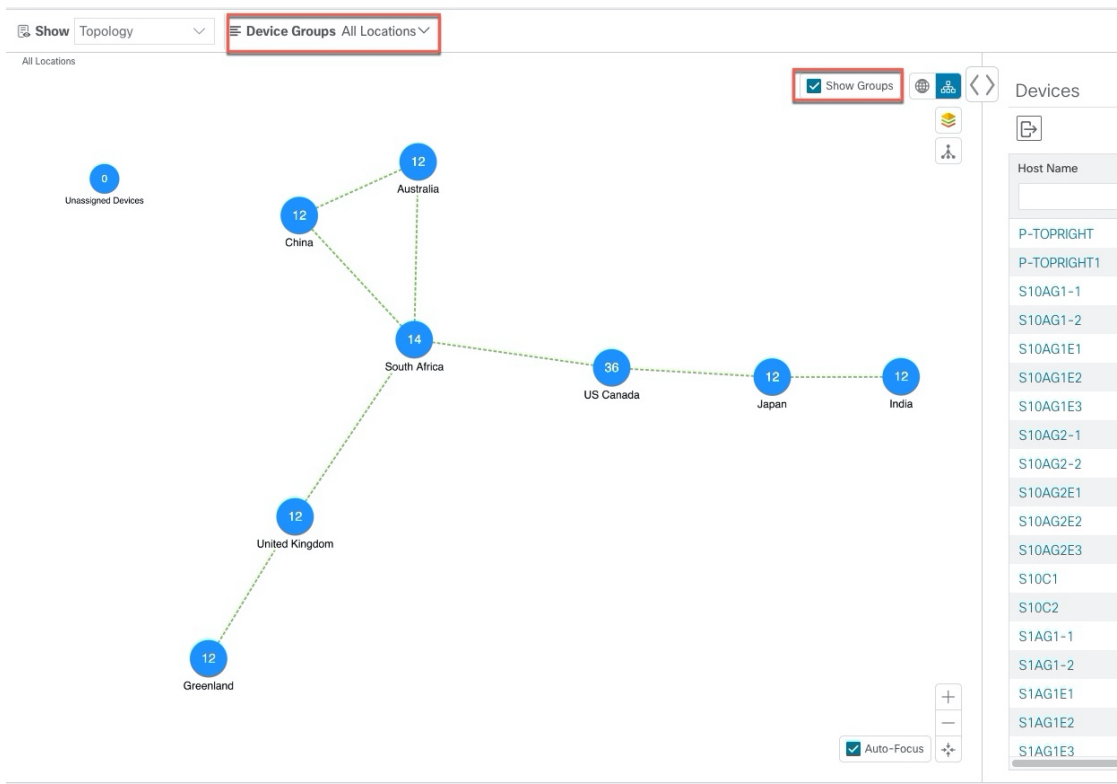 Show Topology Device Groups All Locations
All Locations
Show Groups
Devices
Host Name
0
Unassigned Devices
12
Australia
12
China
14
South Africa
36
US Canada
12
Japan
12
India
12
United Kingdom
12
Greenland
Auto-Focus
P-TOPRIGHT
P-TOPRIGHT1
S10AG1-1
S10AG1-2
S10AG1E1
S10AG1E2
S10AG1E3
S10AG2-1
S10AG2-2
S10AG2E1
S10AG2E2
S10AG2E3
S10C1
S10C2
S1AG1-1
S1AG1-2
S1AG1E1
S1AG1E2
S1AG1E3